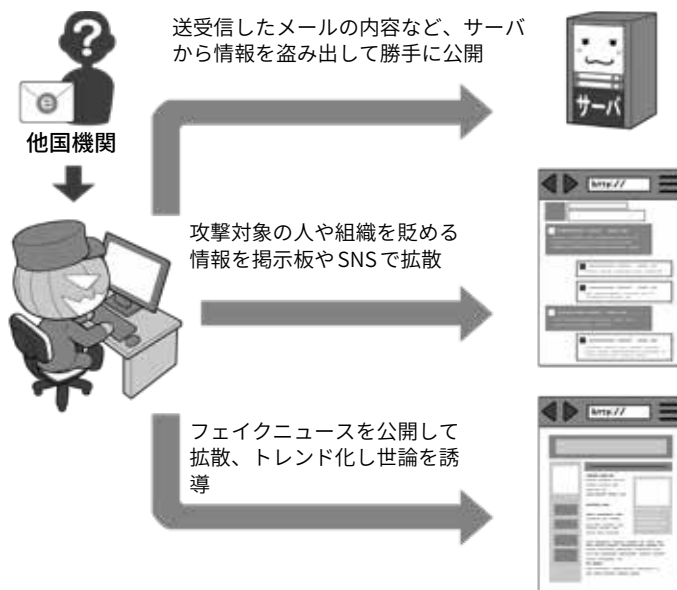 送受信したメールの内容など、サーバ
から情報を盗み出して勝手に公開
サーバ
他国機関
http://
攻撃対象の人や組織を貶める
情報を掲示板やSNSで拡散
http://
フェイクニュースを公開して
拡散、トレンド化し世論を誘
導